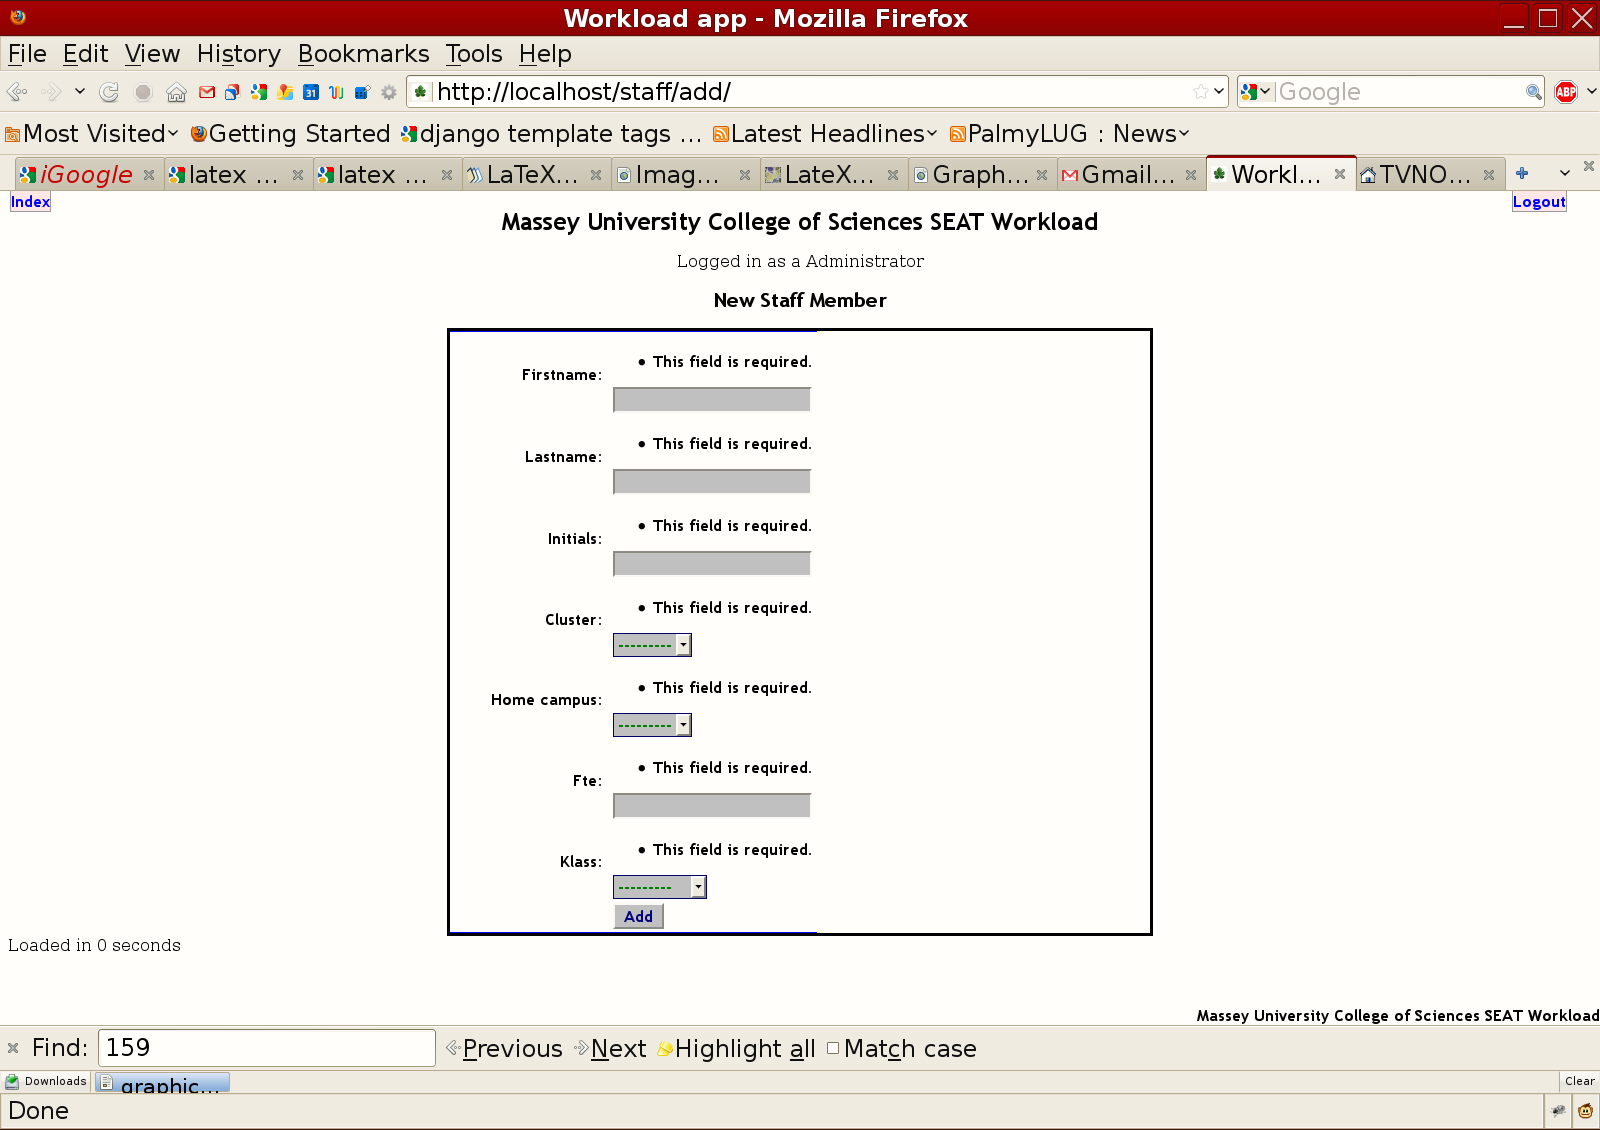 Workload app - Mozilla Firefox
File Edit View History Bookmarks Tools Help
31 http://localhost/staff/add/ Google ABP
Most Visited Getting Started django template tags ... Latest Headlines PalmyLUG : News
iGoogle latex ... latex ... LaTeX... Imag... LateX... Graph... Gmail... Workl... TVNO...
Index Logout
Massey University College of Sciences SEAT Workload
Logged in as a Administrator
New Staff Member
• This field is required.
Firstname:
• This field is required.
Lastname:
• This field is required.
Initials:
• This field is required.
Cluster:
---------
• This field is required.
Home campus:
---------
• This field is required.
Fte:
• This field is required.
Klass:
---------
Add
Loaded in 0 seconds
Massey University College of Sciences SEAT Workload
Find: 159 Previous Next Highlight all Match case
Downloads graphic... Clear
Done